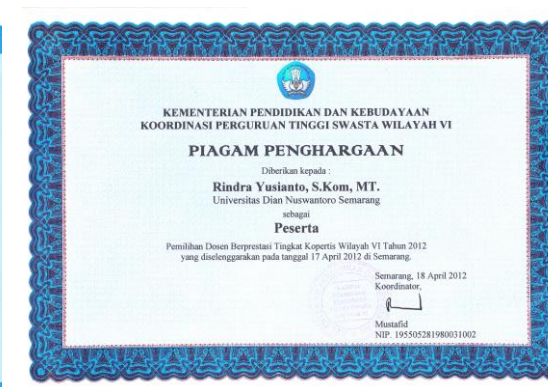 KEMENTERIAN PENDIDIKAN DAN KEBUDAYAAN
KOORDINASI PERGURUAN TINGGI SWASTA WILAYAH VI
PIAGAM PENGHARGAAN
Diberikan kepada :
Rindra Yusianto, S.Kom, MT.
Universitas Dian Nuswantoro Semarang
sebagai
Peserta
Pemilihan Dosen Berprestasi Tingkat Kopertis Wilayah VI Tahun 2012
yang diselenggarakan pada tanggal 17 April 2012 di Semarang.
Semarang, 18 April 2012
Koordinator,
Mustafid
NIP. 195505281980031002